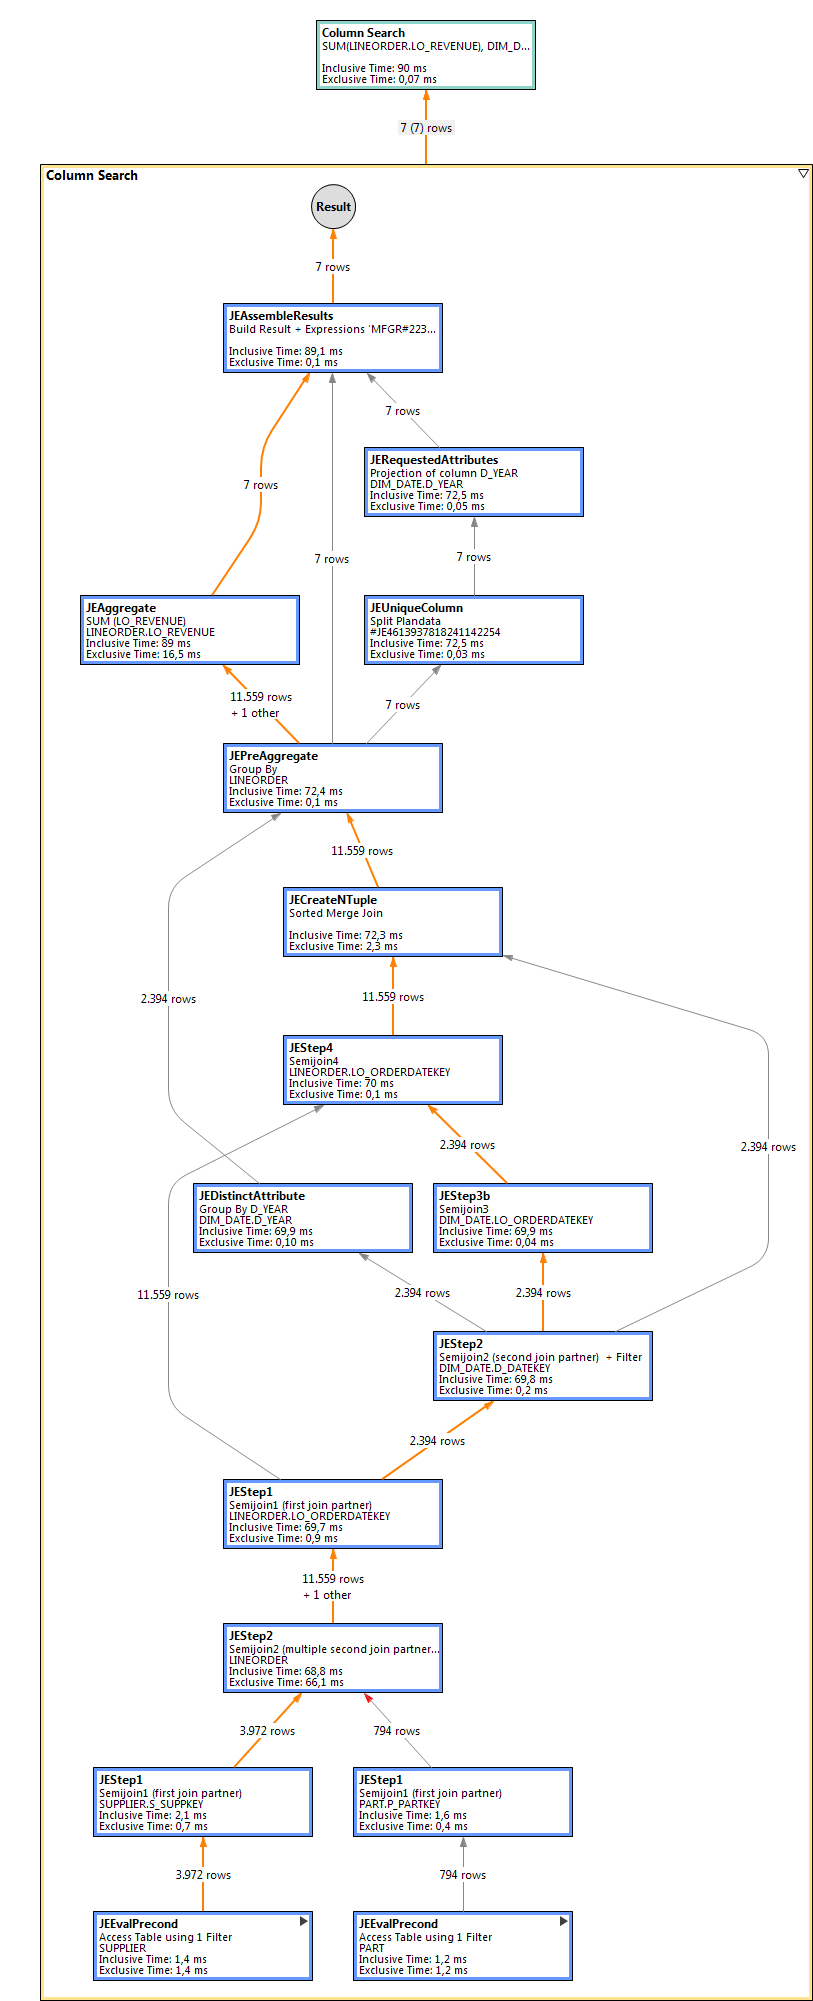 Column Search
SUM(LINEORDER.LO_REVENUE), DIM_D...
Inclusive Time: 90 ms
Exclusive Time: 0,07 ms
7 (7) rows
Column Search
Result
7 rows
JEAssembleResults
Build Result + Expressions 'MFGR#223...
Inclusive Time: 89,1 ms
Exclusive Time: 0,1 ms
7 rows
JERequestedAttributes
Projection of column D_YEAR
DIM_DATE.D_YEAR
Inclusive Time: 72,5 ms
Exclusive Time: 0,05 ms
7 rows
7 rows
7 rows
JEAggregate
SUM (LO_REVENUE)
LINEORDER.LO_REVENUE
Inclusive Time: 89 ms
Exclusive Time: 16,5 ms
JEUniqueColumn
Split Plandata
#JE4613937818241142254
Inclusive Time: 72,5 ms
Exclusive Time: 0,03 ms
11.559 rows
+ 1 other
7 rows
JEPreAggregate
Group By
LINEORDER
Inclusive Time: 72,4 ms
Exclusive Time: 0,1 ms
11.559 rows
JECreateNTuple
Sorted Merge Join
Inclusive Time: 72,3 ms
Exclusive Time: 2,3 ms
2.394 rows
11.559 rows
JEStep4
Semijoin4
LINEORDER.LO_ORDERDATEKEY
Inclusive Time: 70 ms
Exclusive Time: 0,1 ms
2.394 rows
2.394 rows
JEDistinctAttribute
Group By D_YEAR
DIM_DATE.D_YEAR
Inclusive Time: 69,9 ms
Exclusive Time: 0,10 ms
JEStep3b
Semijoin3
DIM_DATE.LO_ORDERDATEKEY
Inclusive Time: 69,9 ms
Exclusive Time: 0,04 ms
11.559 rows
2.394 rows
2.394 rows
JEStep2
Semijoin2 (second join partner) + Filter
DIM_DATE.D_DATEKEY
Inclusive Time: 69,8 ms
Exclusive Time: 0,2 ms
2.394 rows
JEStep1
Semijoin1 (first join partner)
LINEORDER.LO_ORDERDATEKEY
Inclusive Time: 69,7 ms
Exclusive Time: 0,9 ms
11.559 rows
+ 1 other
JEStep2
Semijoin2 (multiple second join partner...
LINEORDER
Inclusive Time: 68,8 ms
Exclusive Time: 66,1 ms
3.972 rows
794 rows
JEStep1
Semijoin1 (first join partner)
SUPPLIER.S_SUPPKEY
Inclusive Time: 2,1 ms
Exclusive Time: 0,7 ms
JEStep1
Semijoin1 (first join partner)
PART.P_PARTKEY
Inclusive Time: 1,6 ms
Exclusive Time: 0,4 ms
3.972 rows
794 rows
JEEvalPrecond
Access Table using 1 Filter
SUPPLIER
Inclusive Time: 1,4 ms
Exclusive Time: 1,4 ms
JEEvalPrecond
Access Table using 1 Filter
PART
Inclusive Time: 1,2 ms
Exclusive Time: 1,2 ms